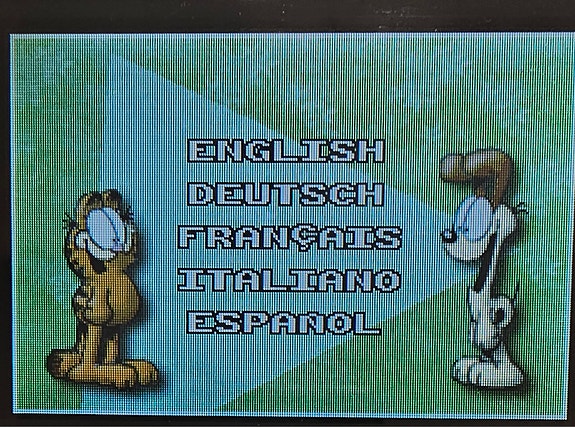 ENGLISH
DEUTSCH
FRANÇAIS
ITALIANO
ESPAÑOL